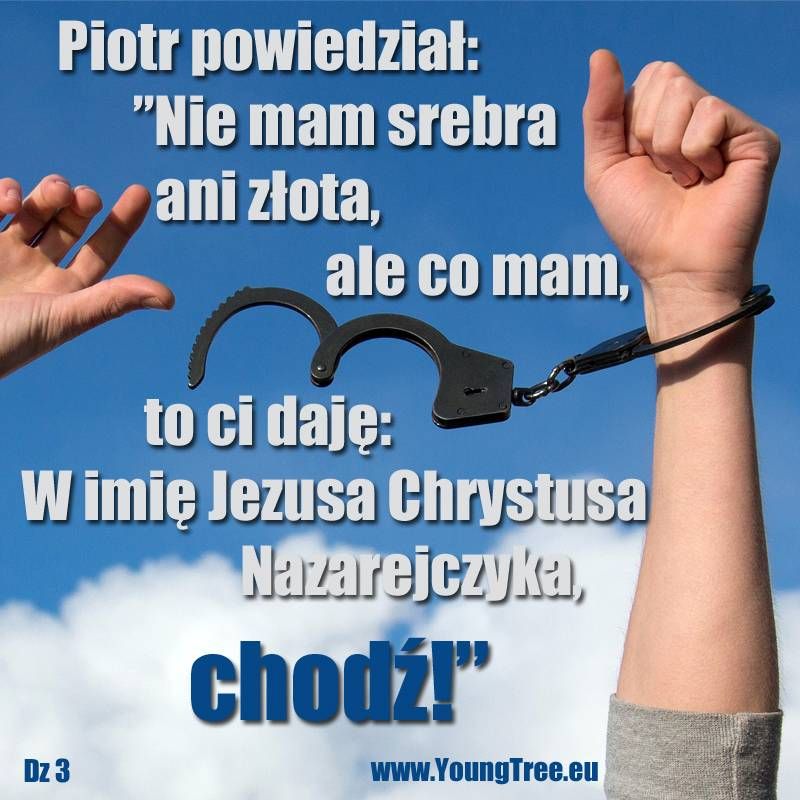 Piotr powiedział:
”Nie mam srebra
ani złota,
ale co mam,
to ci daję:
W imię Jezusa Chrystusa
Nazarejczyka,
chodź!”
Dz 3
www.YoungTree.eu